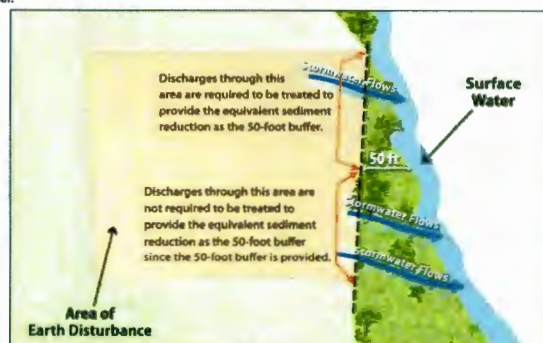 er.
Discharges through this
area are required to be treated to
provide the equivalent sediment
reduction as the 50-foot buffer.
Stormwater Flows
Surface
Water
50 ft
Discharges through this area are
not required to be treated to
provide the equivalent sediment
reduction as the 50-foot buffer
since the 50-foot buffer is provided.
Stormwater Flows
Stormwater Flows
Area of
Earth Disturbance